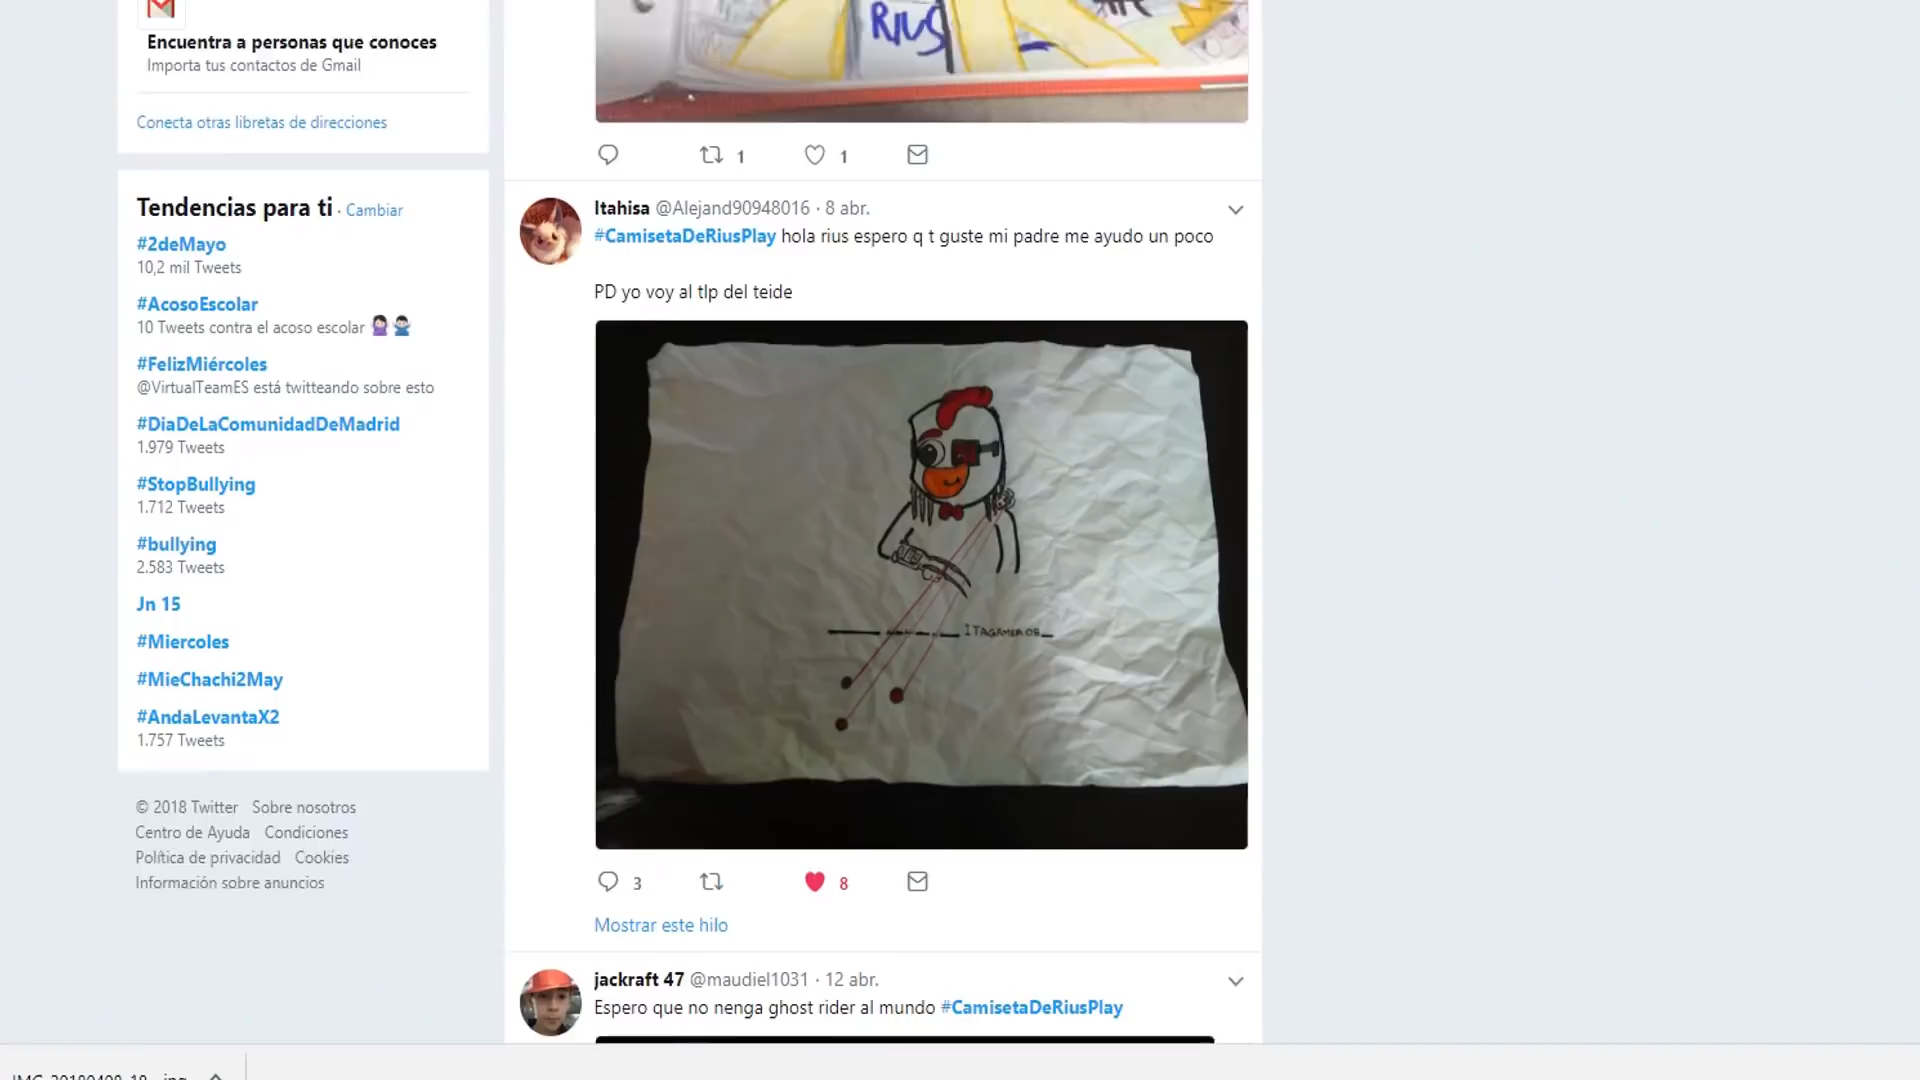 Encuentra a personas que conoces
Importa tus contactos de Gmail
Conecta otras libretas de direcciones
Tendencias para ti · Cambiar
#2deMayo
10,2 mil Tweets
#AcosoEscolar
10 Tweets contra el acoso escolar
#FelizMiércoles
@VirtualTeamES está twitteando sobre esto
#DiaDeLaComunidadDeMadrid
1.979 Tweets
#StopBullying
1.712 Tweets
#bullying
2.583 Tweets
Jn 15
#Miercoles
#MieChachi2May
#AndaLevantaX2
1.757 Tweets
© 2018 Twitter Sobre nosotros
Centro de Ayuda Condiciones
Política de privacidad Cookies
Información sobre anuncios
RIUS
1 1
Itahisa @Alejand90948016 · 8 abr.
#CamisetaDeRiusPlay hola rius espero q t guste mi padre me ayudo un poco
PD yo voy al tlp del teide
3 8
Mostrar este hilo
jackraft 47 @maudiel1031 · 12 abr.
Espero que no nenga ghost rider al mundo #CamisetaDeRiusPlay